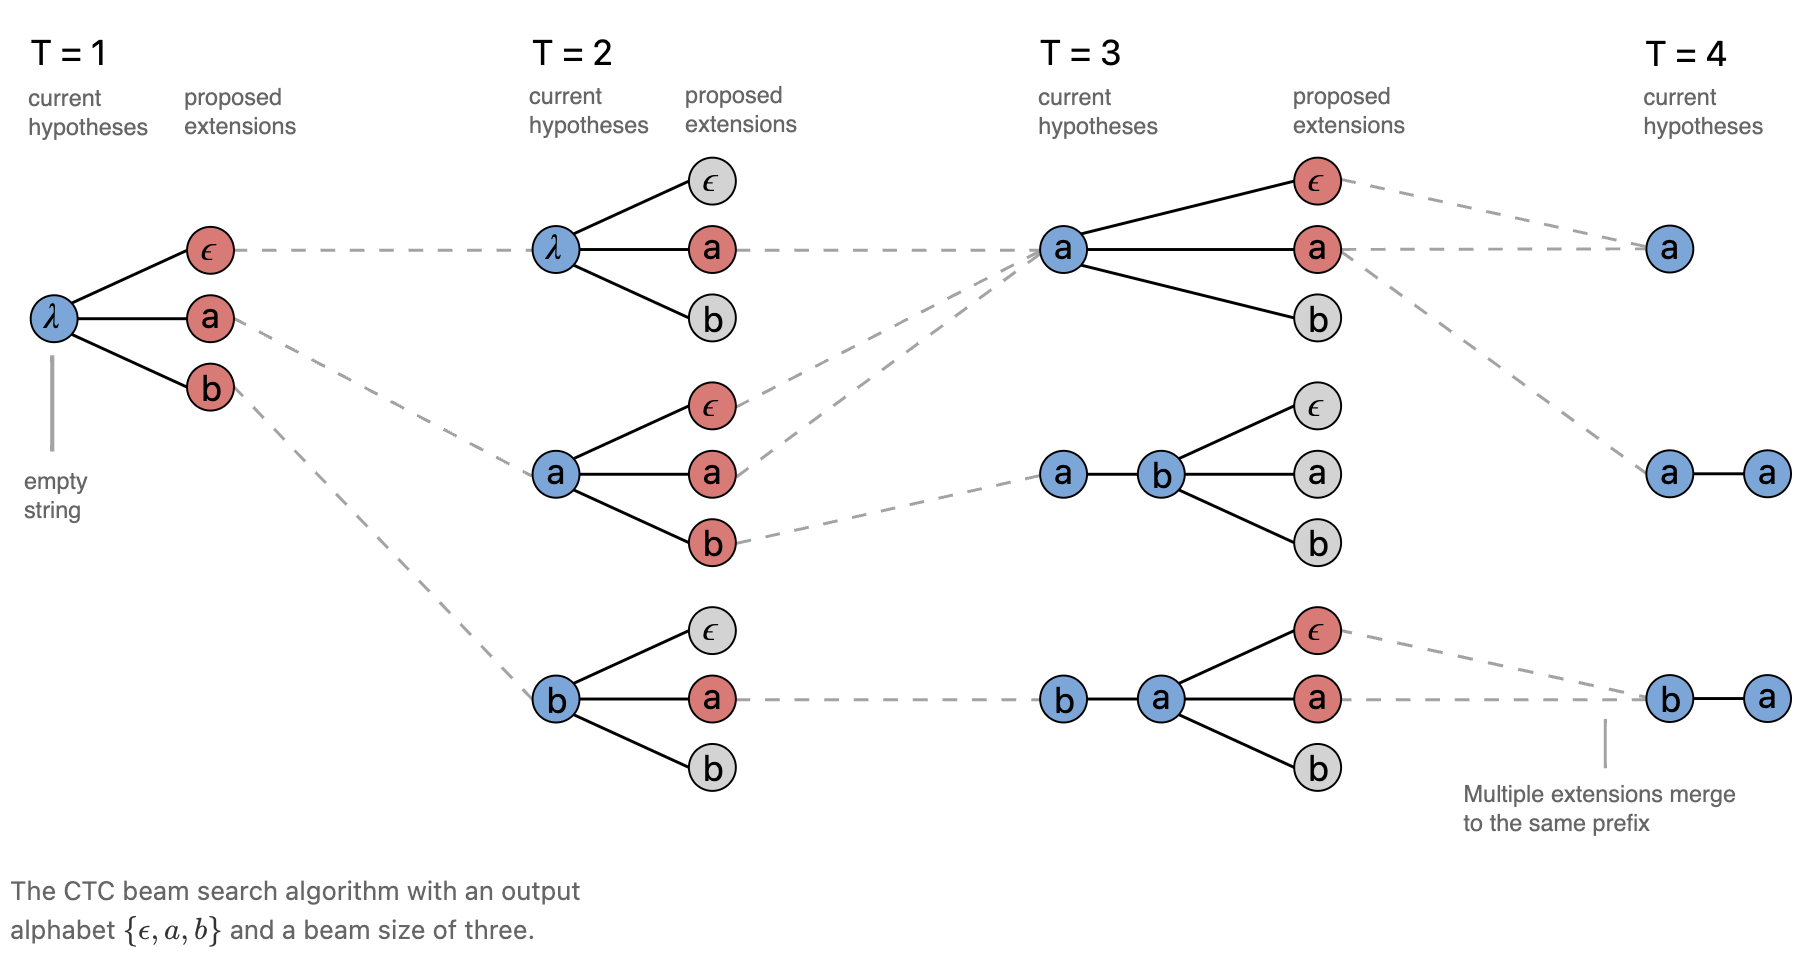 T = 1
current
hypotheses
proposed
extensions
T = 2
current
hypotheses
proposed
extensions
T = 3
current
hypotheses
proposed
extensions
T = 4
current
hypotheses
λ
ϵ
a
b
empty
string
λ
ϵ
a
b
a
ϵ
a
b
b
ϵ
a
b
a
ϵ
a
b
a b
ϵ
a
b
b a
ϵ
a
b
a
a a
b a
Multiple extensions merge
to the same prefix
The CTC beam search algorithm with an output
alphabet {ϵ, a, b} and a beam size of three.